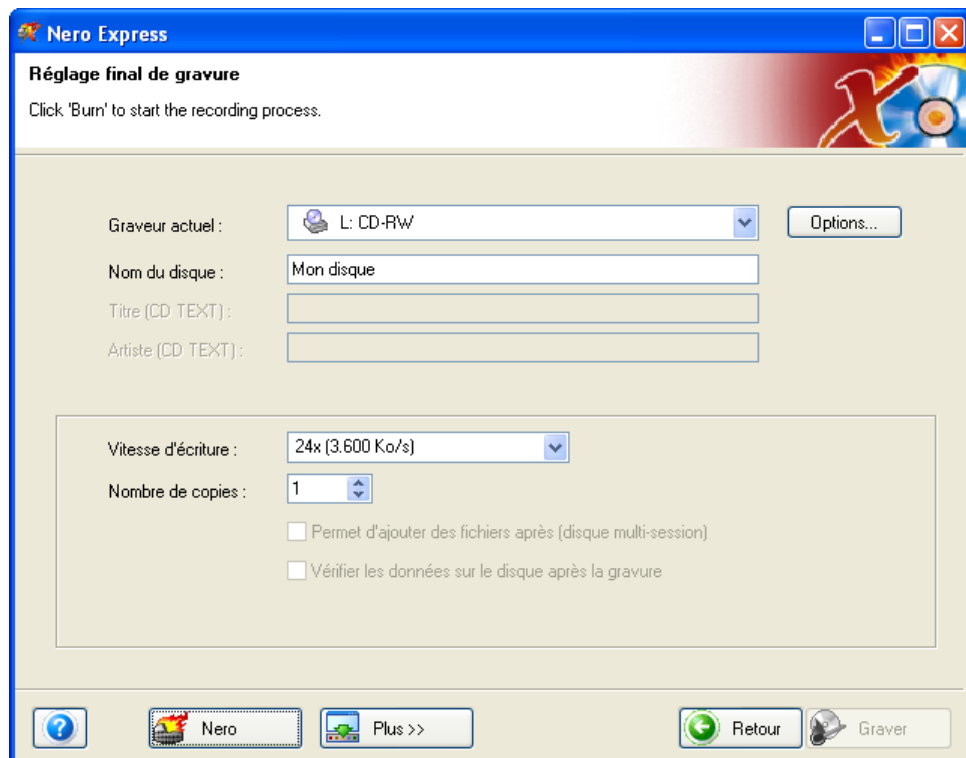 Nero Express
Réglage final de gravure
Click 'Burn' to start the recording process.
Graveur actuel : L: CD-RW Options...
Nom du disque : Mon disque
Titre (CD TEXT) :
Artiste (CD TEXT) :
Vitesse d'écriture : 24x (3.600 Ko/s)
Nombre de copies : 1
Permet d'ajouter des fichiers après (disque multi-session)
Vérifier les données sur le disque après la gravure
Nero Plus >> Retour Graver